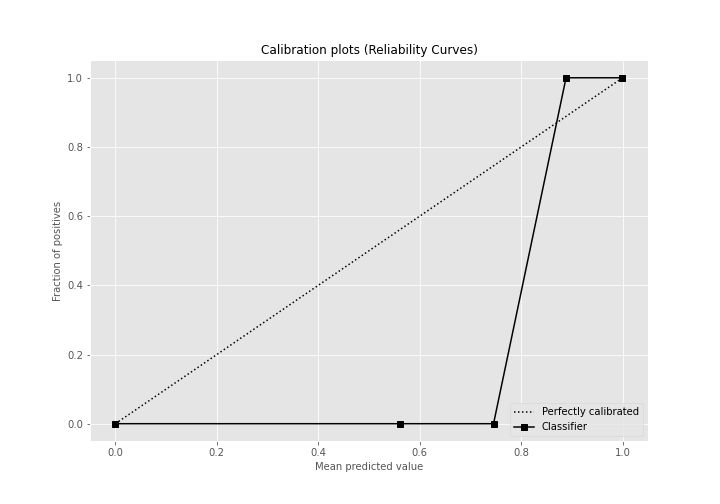 Calibration plots (Reliability Curves)
1.0
0.8
0.6
0.4
0.2
0.0
Fraction of positives
0.0 0.2 0.4 0.6 0.8 1.0
Mean predicted value
Perfectly calibrated
Classifier